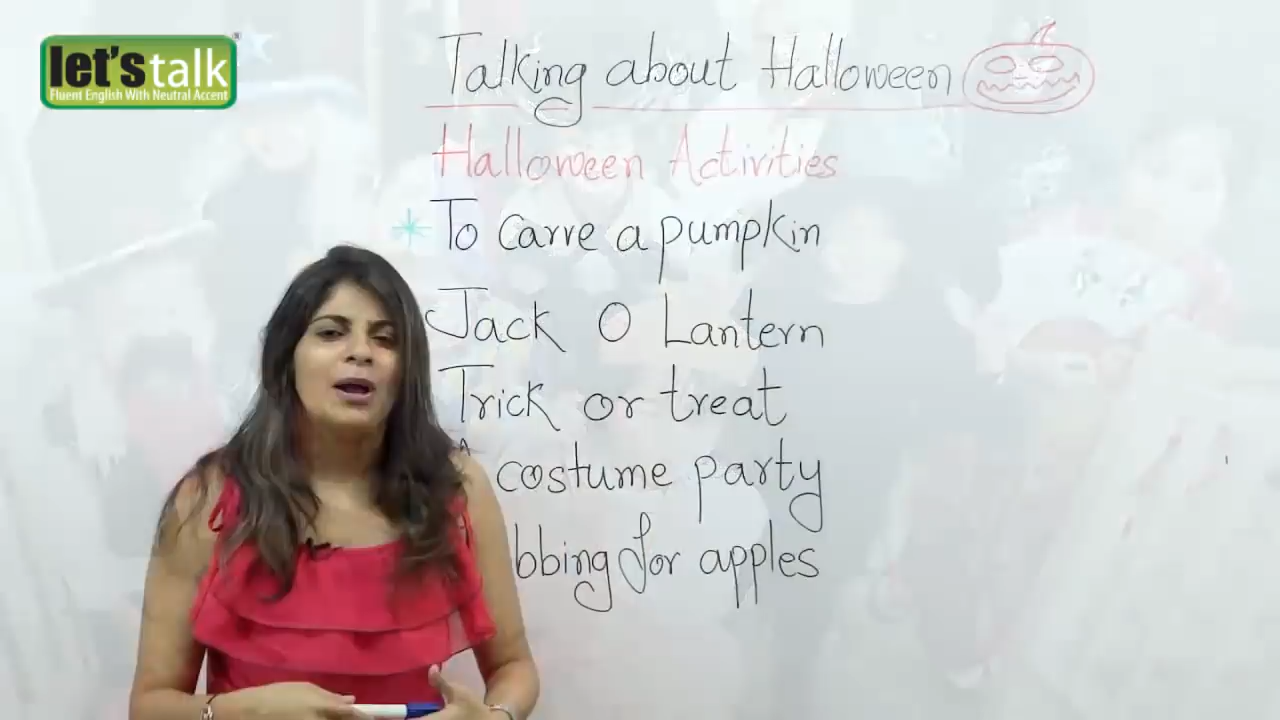 let's talk®
Fluent English With Neutral Accent
Talking about Halloween
Halloween Activities
To carve a pumpkin
Jack O Lantern
Trick or treat
A costume party
bbing for apples